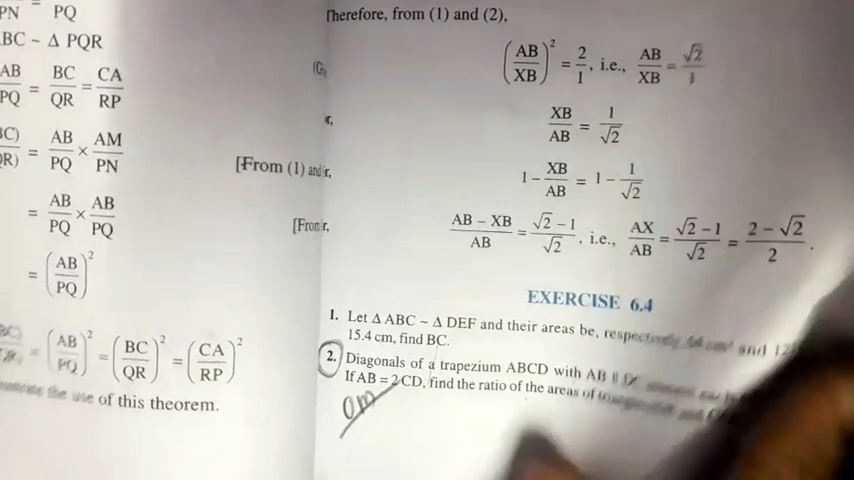 PN = PQ
BC ~ Δ PQR
AB/PQ = BC/QR = CA/RP
BC)/QR) = AB/PQ × AM/PN [From (1) and
= AB/PQ × AB/PQ [From
= (AB/PQ)²
BC)/QR) = (AB/PQ)² = (BC/QR)² = (CA/RP)²
the use of this theorem.
Therefore, from (1) and (2),
(AB/XB)² = 2/1, i.e., AB/XB = √2/1
XB/AB = 1/√2
1 - XB/AB = 1 - 1/√2
AB – XB/AB = √2 – 1/√2, i.e., AX/AB = √2 – 1/√2 = 2 – √2/2.
EXERCISE 6.4
1. Let Δ ABC ~ Δ DEF and their areas be, respectively, and
15.4 cm, find BC.
2. Diagonals of a trapezium ABCD with AB || DC
If AB = 2 CD, find the ratio of the areas of